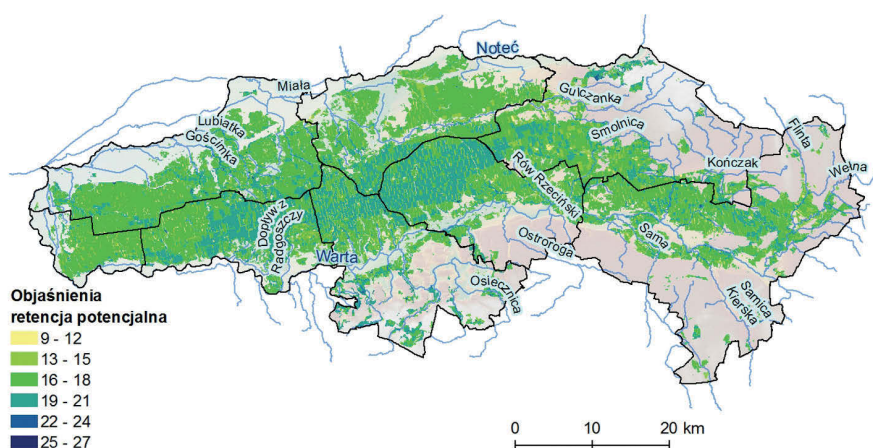 Noteć
Miała
Gulczanka
Lubiatka
Gościmka
Smolnica
Flinta
Kończak
Wełna
Rów Rzeciński
Dopływ z
Radgoszczy
Warta
Ostroroga
Sama
Osiecznica
Samica
Kierska
Objaśnienia
retencja potencjalna
9 - 12
13 - 15
16 - 18
19 - 21
22 - 24
25 - 27
0 10 20 km